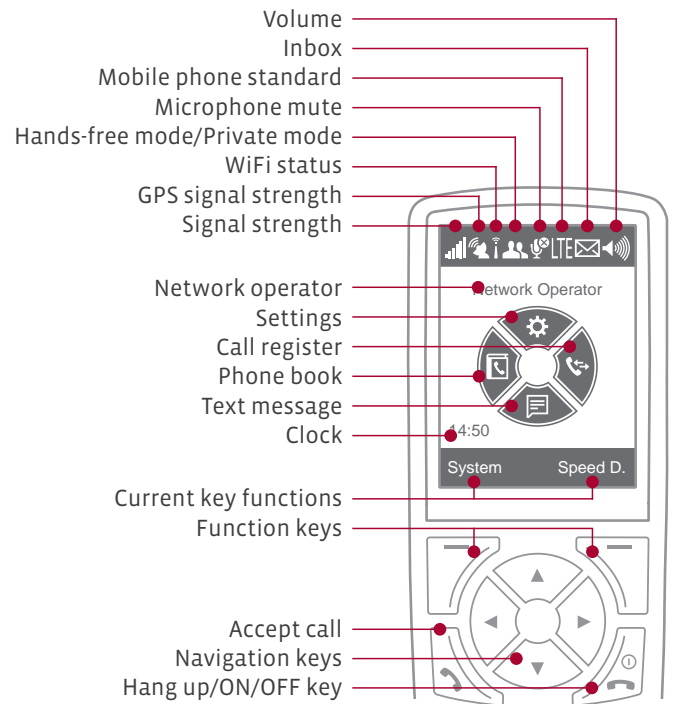 Volume
Inbox
Mobile phone standard
Microphone mute
Hands-free mode/Private mode
WiFi status
GPS signal strength
Signal strength
LTE
Network operator
Network Operator
Settings
Call register
Phone book
Text message
Clock
14:50
System
Speed D.
Current key functions
Function keys
Accept call
Navigation keys
Hang up/ON/OFF key